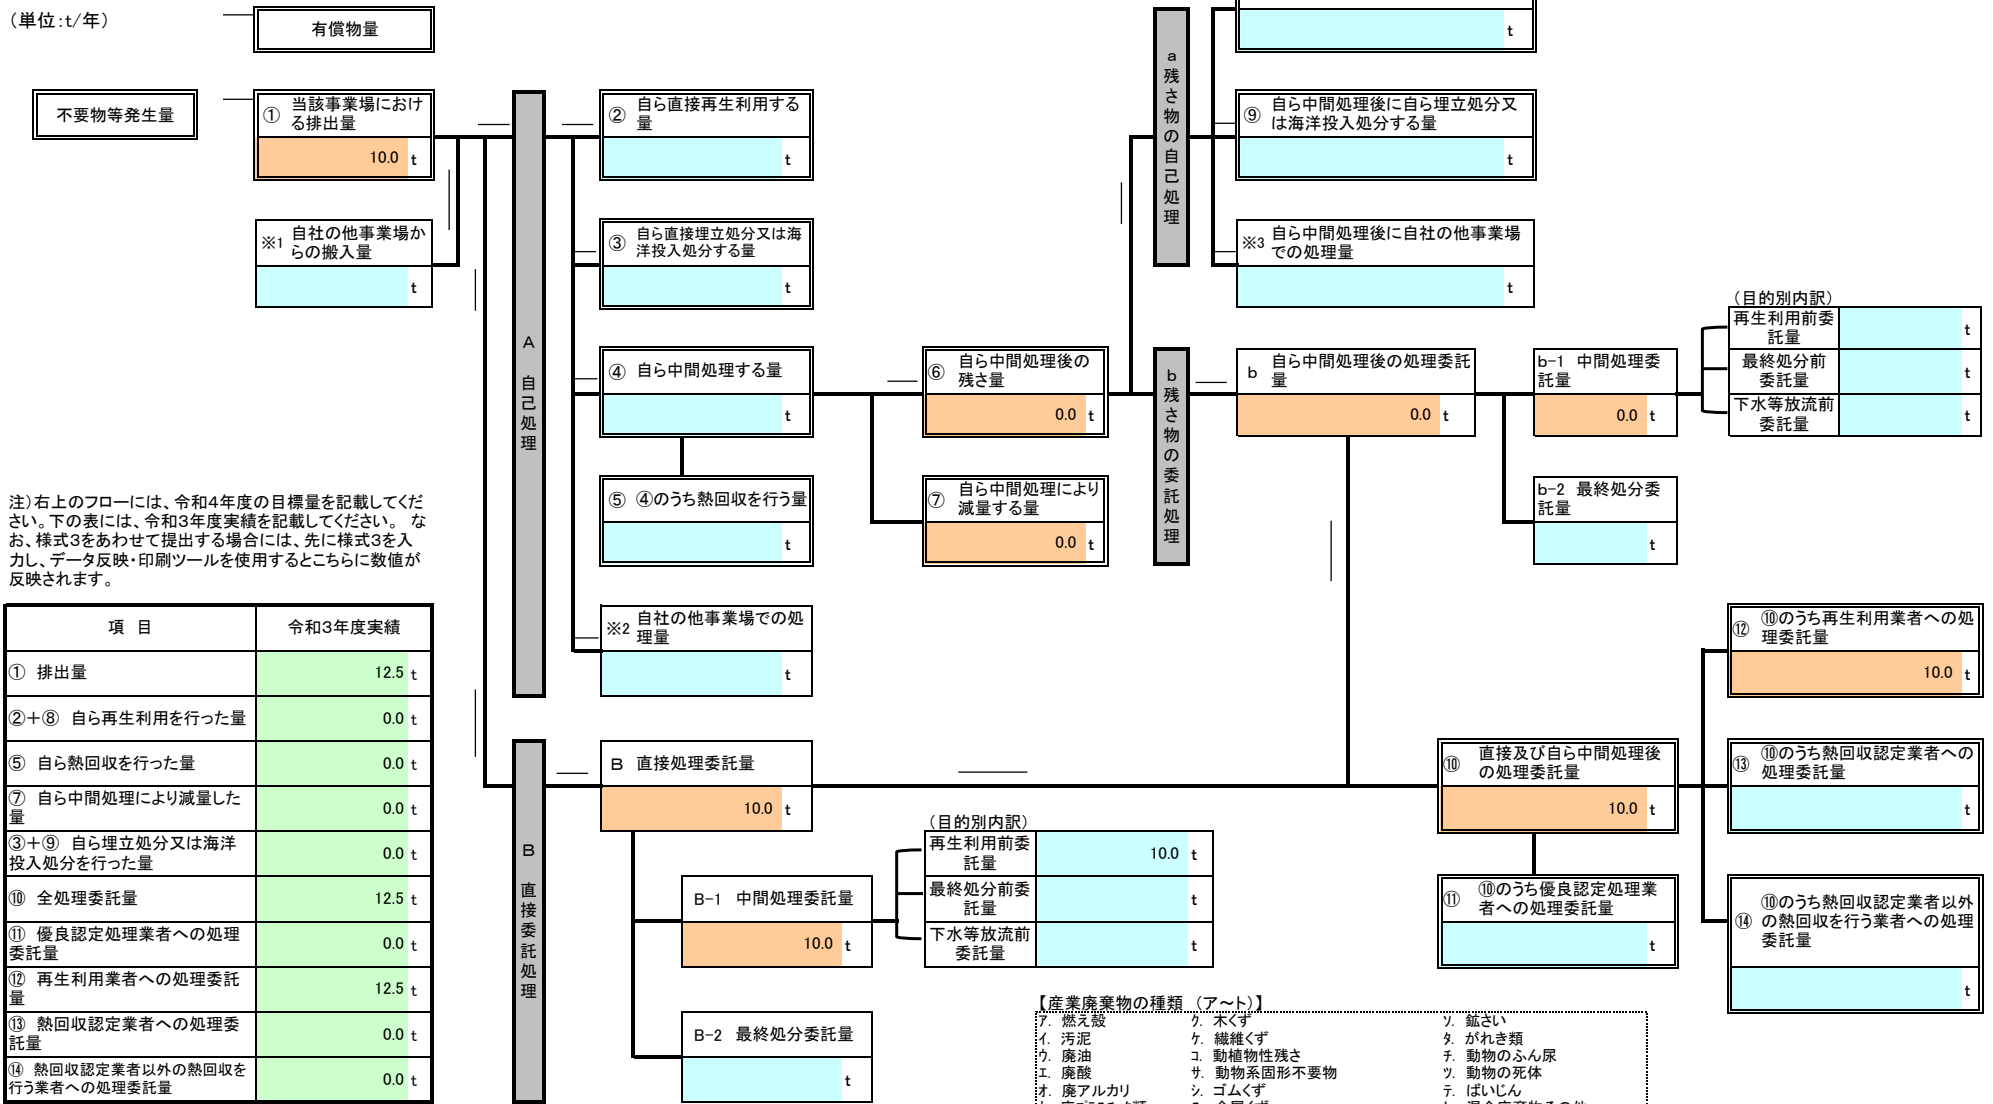 (単位:t/年)
有償物量
不要物等発生量
① 当該事業場におけ
る排出量
10.0 t
※1 自社の他事業場か
らの搬入量
t
A 自己処理
② 自ら直接再生利用する
量
t
③ 自ら直接埋立処分又は海
洋投入処分する量
t
④ 自ら中間処理する量
t
⑤ ④のうち熱回収を行う量
t
※2 自社の他事業場での処
理量
t
⑥ 自ら中間処理後の
残さ量
0.0 t
⑦ 自ら中間処理により
減量する量
0.0 t
a 残さ物の自己処理
t
⑨ 自ら中間処理後に自ら埋立処分又
は海洋投入処分する量
t
※3 自ら中間処理後に自社の他事業場
での処理量
t
b 残さ物の委託処理
b 自ら中間処理後の処理委託
量
0.0 t
b-1 中間処理委
託量
0.0 t
(目的別内訳)
再生利用前委
託量
t
最終処分前
委託量
t
下水等放流前
委託量
t
b-2 最終処分委
託量
t
注)右上のフローには、令和4年度の目標量を記載してくだ
さい。下の表には、令和3年度実績を記載してください。 な
お、様式3をあわせて提出する場合には、先に様式3を入
力し、データ反映・印刷ツールを使用するとこちらに数値が
反映されます。
項 目 令和3年度実績
① 排出量 12.5 t
②+⑧ 自ら再生利用を行った量 0.0 t
⑤ 自ら熱回収を行った量 0.0 t
⑦ 自ら中間処理により減量した
量 0.0 t
③+⑨ 自ら埋立処分又は海洋
投入処分を行った量 0.0 t
⑩ 全処理委託量 12.5 t
⑪ 優良認定処理業者への処理
委託量 0.0 t
⑫ 再生利用業者への処理委託
量 12.5 t
⑬ 熱回収認定業者への処理委
託量 0.0 t
⑭ 熱回収認定業者以外の熱回収を
行う業者への処理委託量 0.0 t
B 直接委託処理
B 直接処理委託量
10.0 t
B-1 中間処理委託量
10.0 t
(目的別内訳)
再生利用前委
託量
10.0 t
最終処分前委
託量
t
下水等放流前
委託量
t
B-2 最終処分委託量
t
⑩ 直接及び自ら中間処理後
の処理委託量
10.0 t
⑪ ⑩のうち優良認定処理業
者への処理委託量
t
⑫ ⑩のうち再生利用業者への処
理委託量
10.0 t
⑬ ⑩のうち熱回収認定業者への
処理委託量
t
⑭ ⑩のうち熱回収認定業者以外
の熱回収を行う業者への処理
委託量
t
【産業廃棄物の種類 (ア~ト)】
ア. 燃え殻 ク. 木くず ソ. 鉱さい
イ. 汚泥 ケ. 繊維くず タ. がれき類
ウ. 廃油 コ. 動植物性残さ チ. 動物のふん尿
エ. 廃酸 サ. 動物系固形不要物 ツ. 動物の死体
オ. 廃アルカリ シ. ゴムくず テ. ばいじん